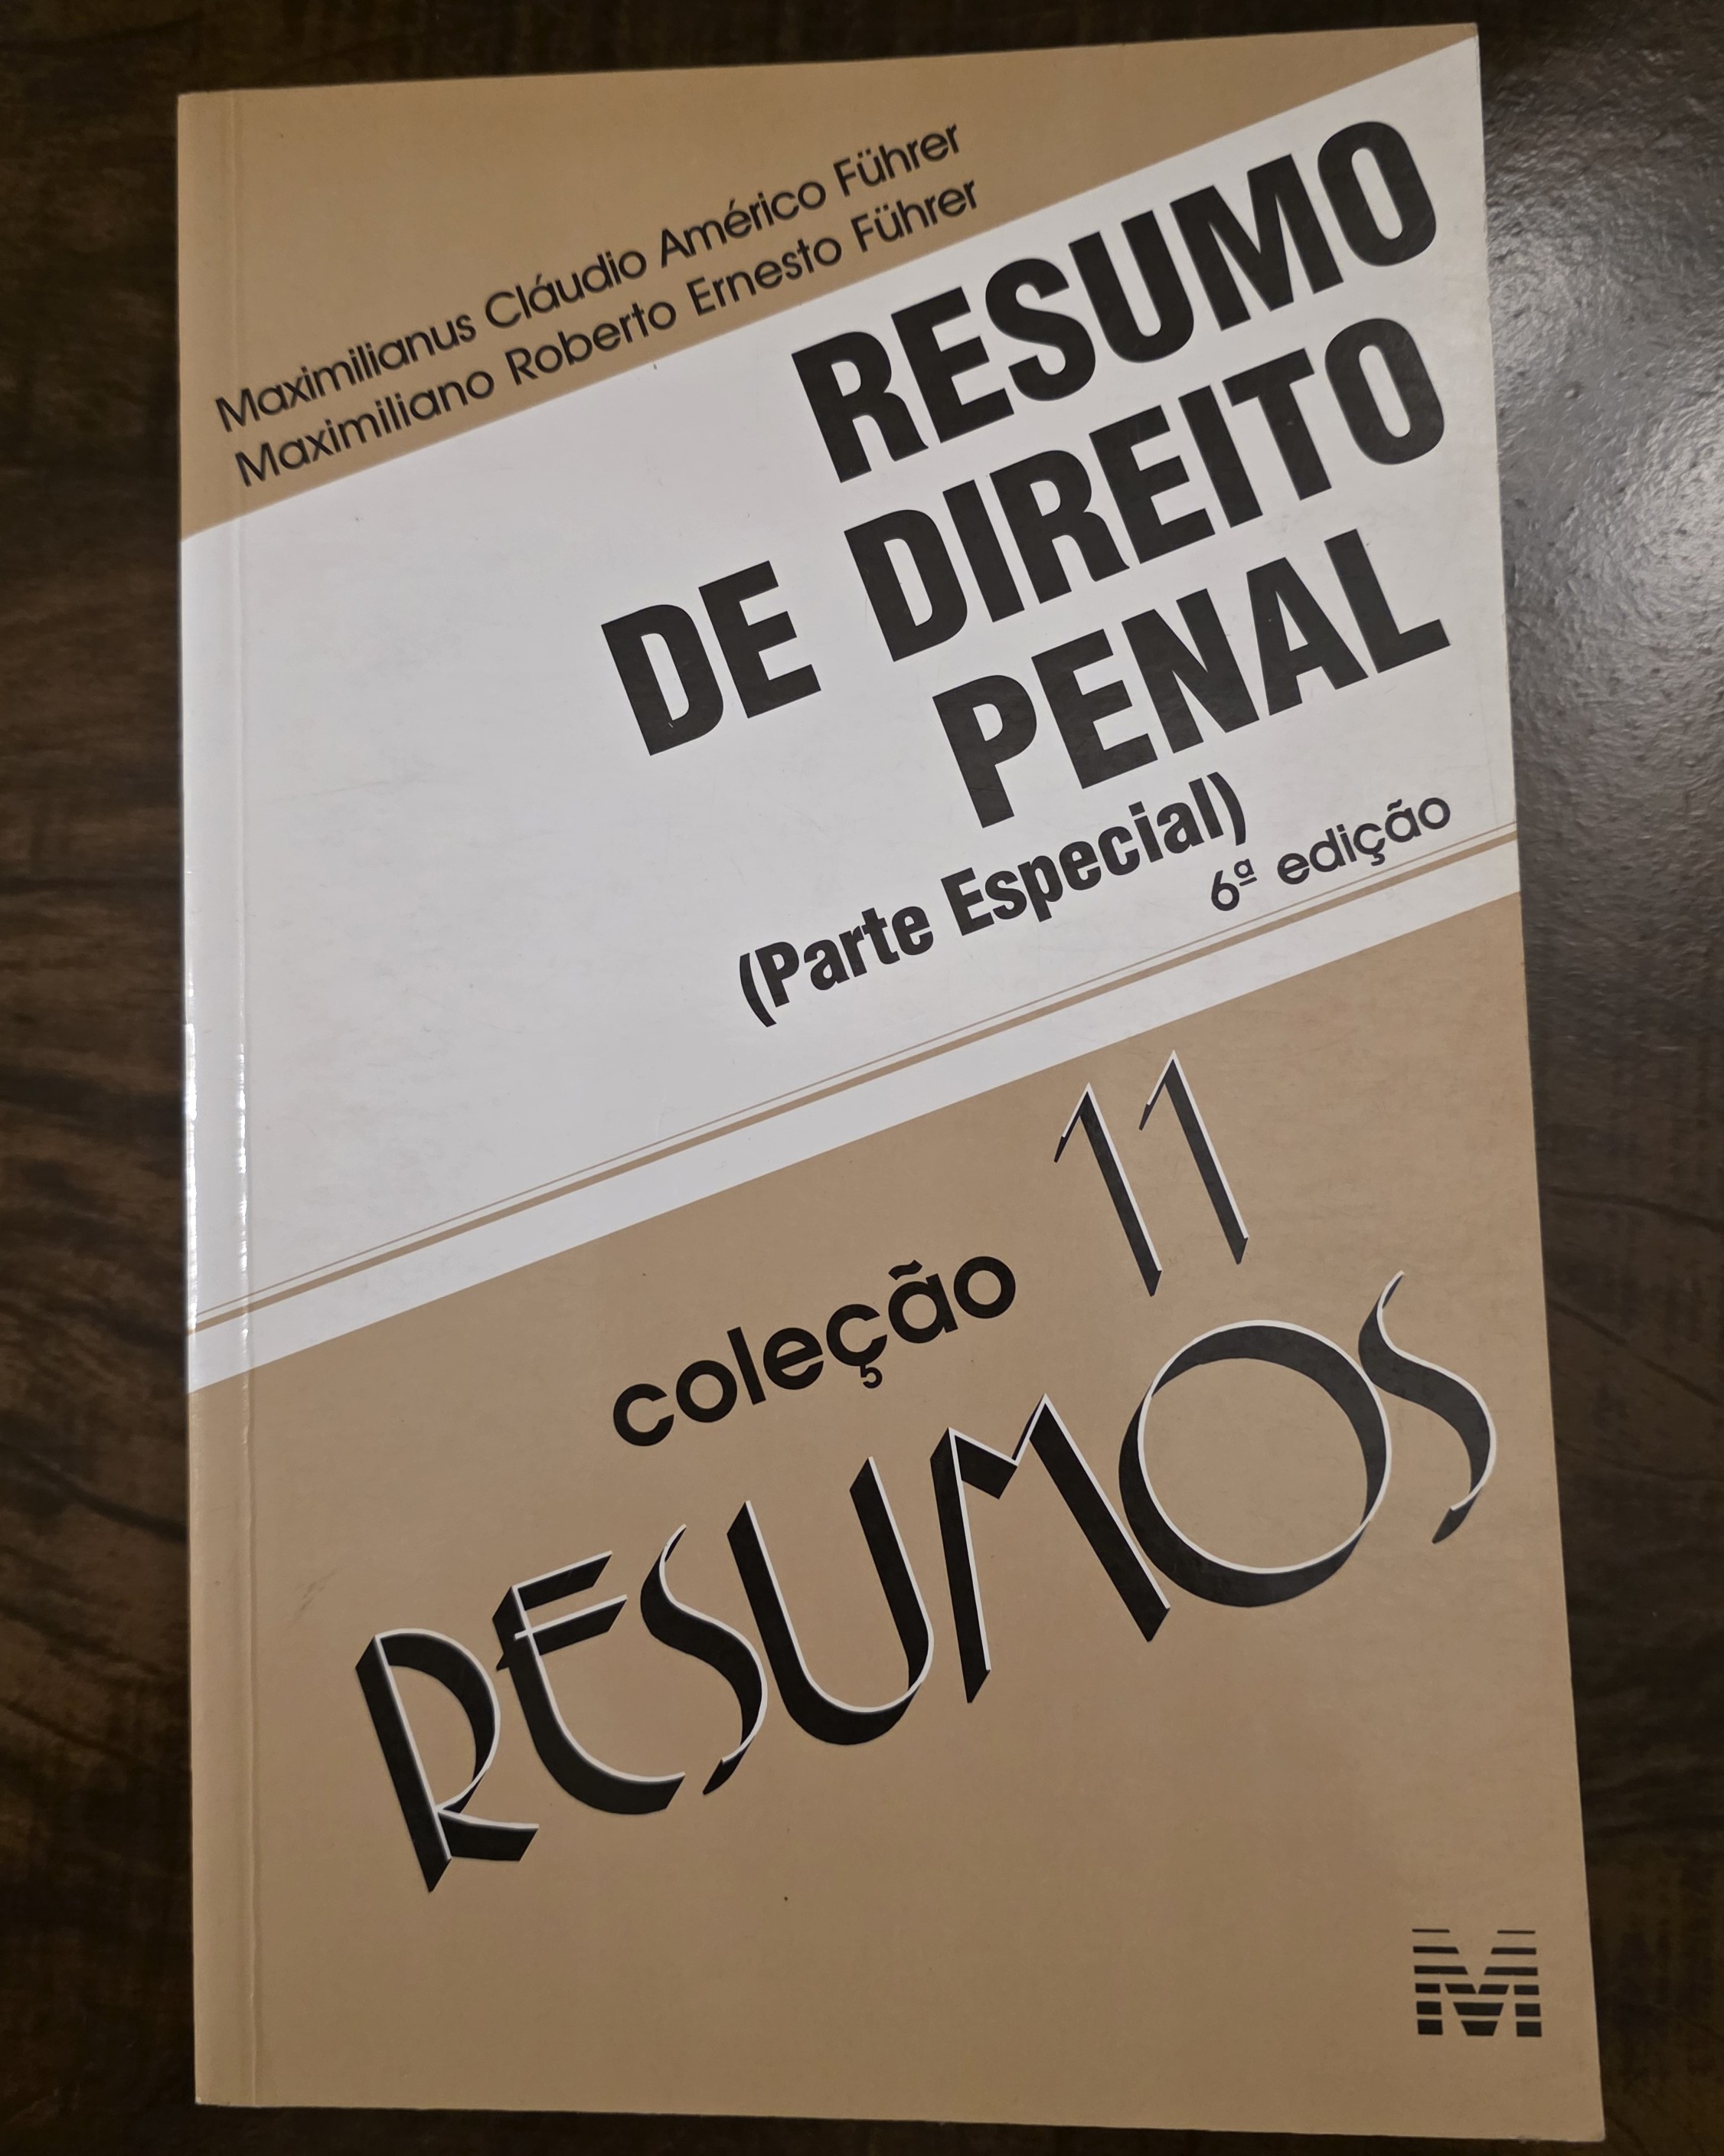 Maximilianus Cláudio Américo Führer
Maximiliano Roberto Ernesto Führer
RESUMO
DE DIREITO
PENAL
(Parte Especial)
6ª edição
coleção 11
RESUMOS
M